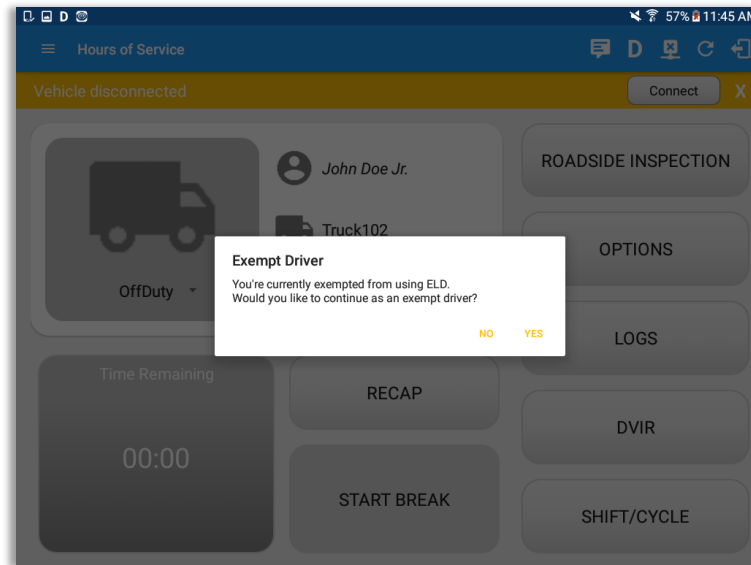 D 57% 11:45 AM
Hours of Service D
Vehicle disconnected Connect X
John Doe Jr.
Truck102
OffDuty
ROADSIDE INSPECTION
OPTIONS
LOGS
DVIR
SHIFT/CYCLE
Exempt Driver
You're currently exempted from using ELD.
Would you like to continue as an exempt driver?
NO YES
Time Remaining
00:00
RECAP
START BREAK